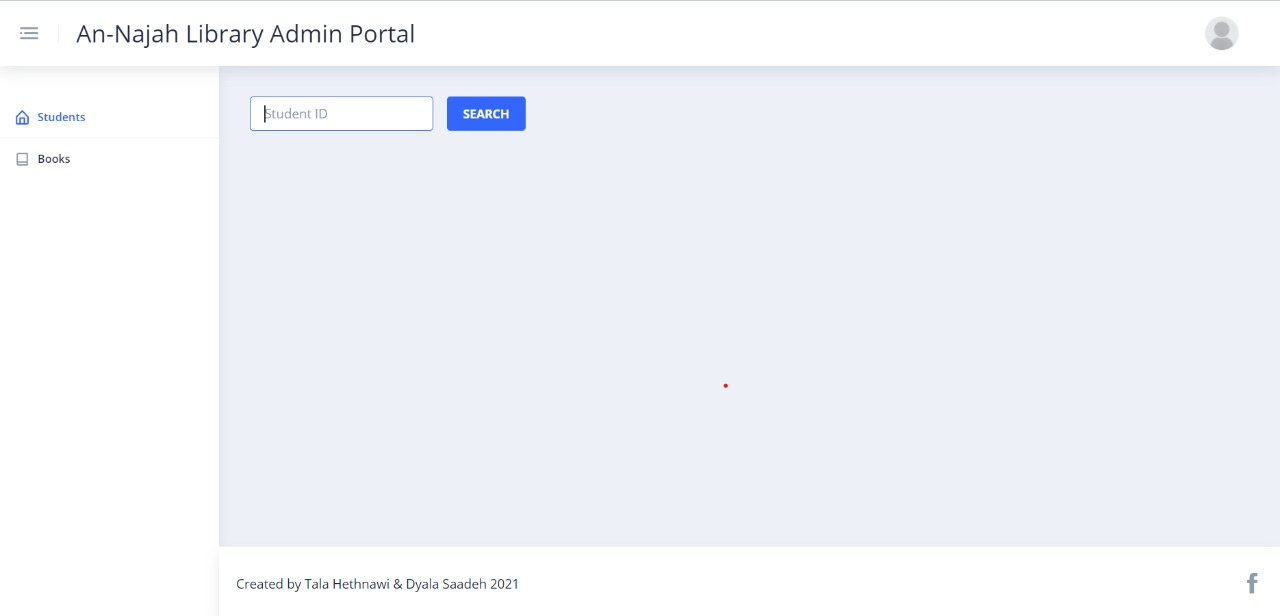 An-Najah Library Admin Portal
Students
Books
Student ID
SEARCH
Created by Tala Hethnawi & Dyala Saadeh 2021